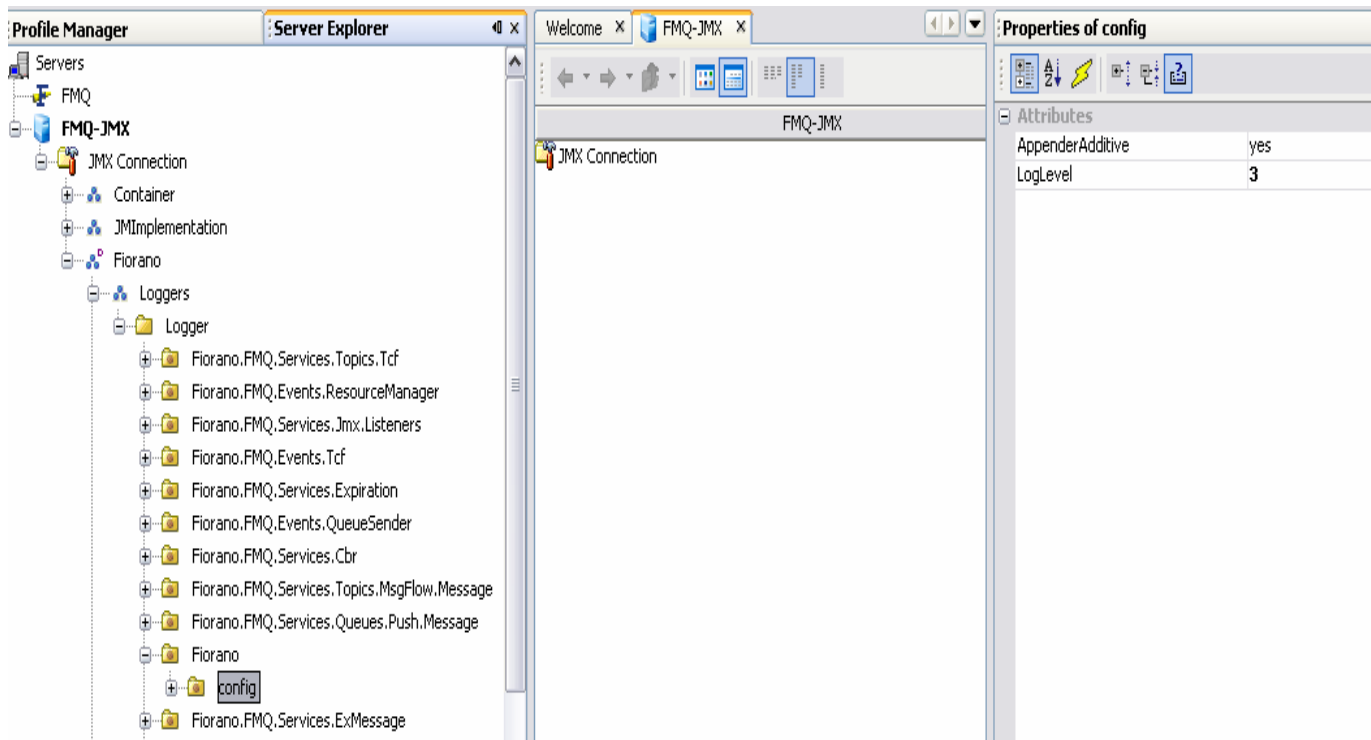 Profile Manager
Server Explorer
Servers
FMQ
FMQ-JMX
JMX Connection
Container
JMImplementation
Fiorano
Loggers
Logger
Fiorano.FMQ.Services.Topics.Tcf
Fiorano.FMQ.Events.ResourceManager
Fiorano.FMQ.Services.Jmx.Listeners
Fiorano.FMQ.Events.Tcf
Fiorano.FMQ.Services.Expiration
Fiorano.FMQ.Events.QueueSender
Fiorano.FMQ.Services.Cbr
Fiorano.FMQ.Services.Topics.MsgFlow.Message
Fiorano.FMQ.Services.Queues.Push.Message
Fiorano
config
Fiorano.FMQ.Services.ExMessage
Welcome
FMQ-JMX
FMQ-JMX
JMX Connection
Properties of config
Attributes
AppenderAdditive yes
LogLevel 3